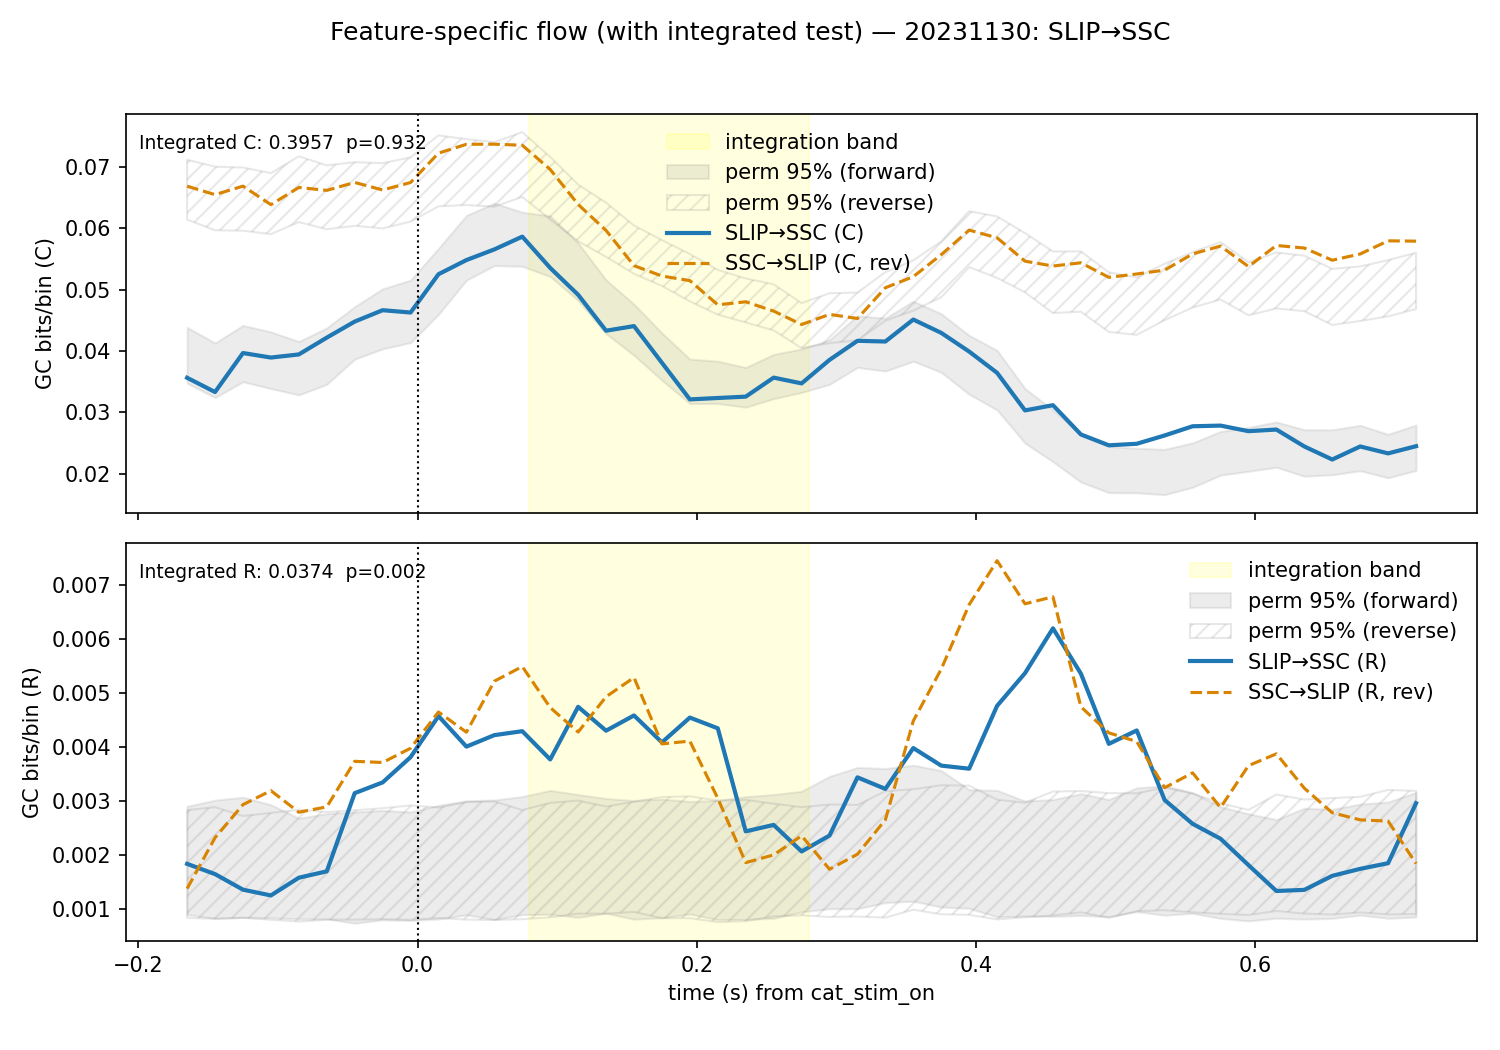 Feature-specific flow (with integrated test) — 20231130: SLIP→SSC
Integrated C: 0.3957  p=0.932
integration band
perm 95% (forward)
perm 95% (reverse)
SLIP→SSC (C)
SSC→SLIP (C, rev)
GC bits/bin (C)
0.07
0.06
0.05
0.04
0.03
0.02
Integrated R: 0.0374  p=0.002
integration band
perm 95% (forward)
perm 95% (reverse)
SLIP→SSC (R)
SSC→SLIP (R, rev)
GC bits/bin (R)
0.007
0.006
0.005
0.004
0.003
0.002
0.001
−0.2 0.0 0.2 0.4 0.6
time (s) from cat_stim_on